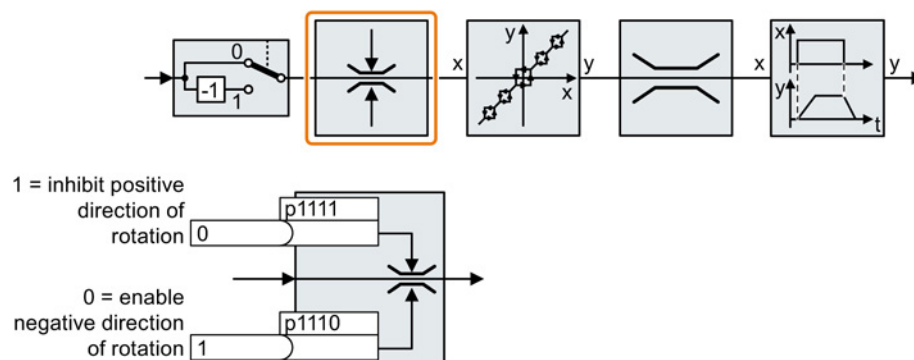 0
-1
1
x
y
x
y
x
x
y
t
y
1 = inhibit positive
direction of
rotation
p1111
0
0 = enable
negative direction
of rotation
p1110
1